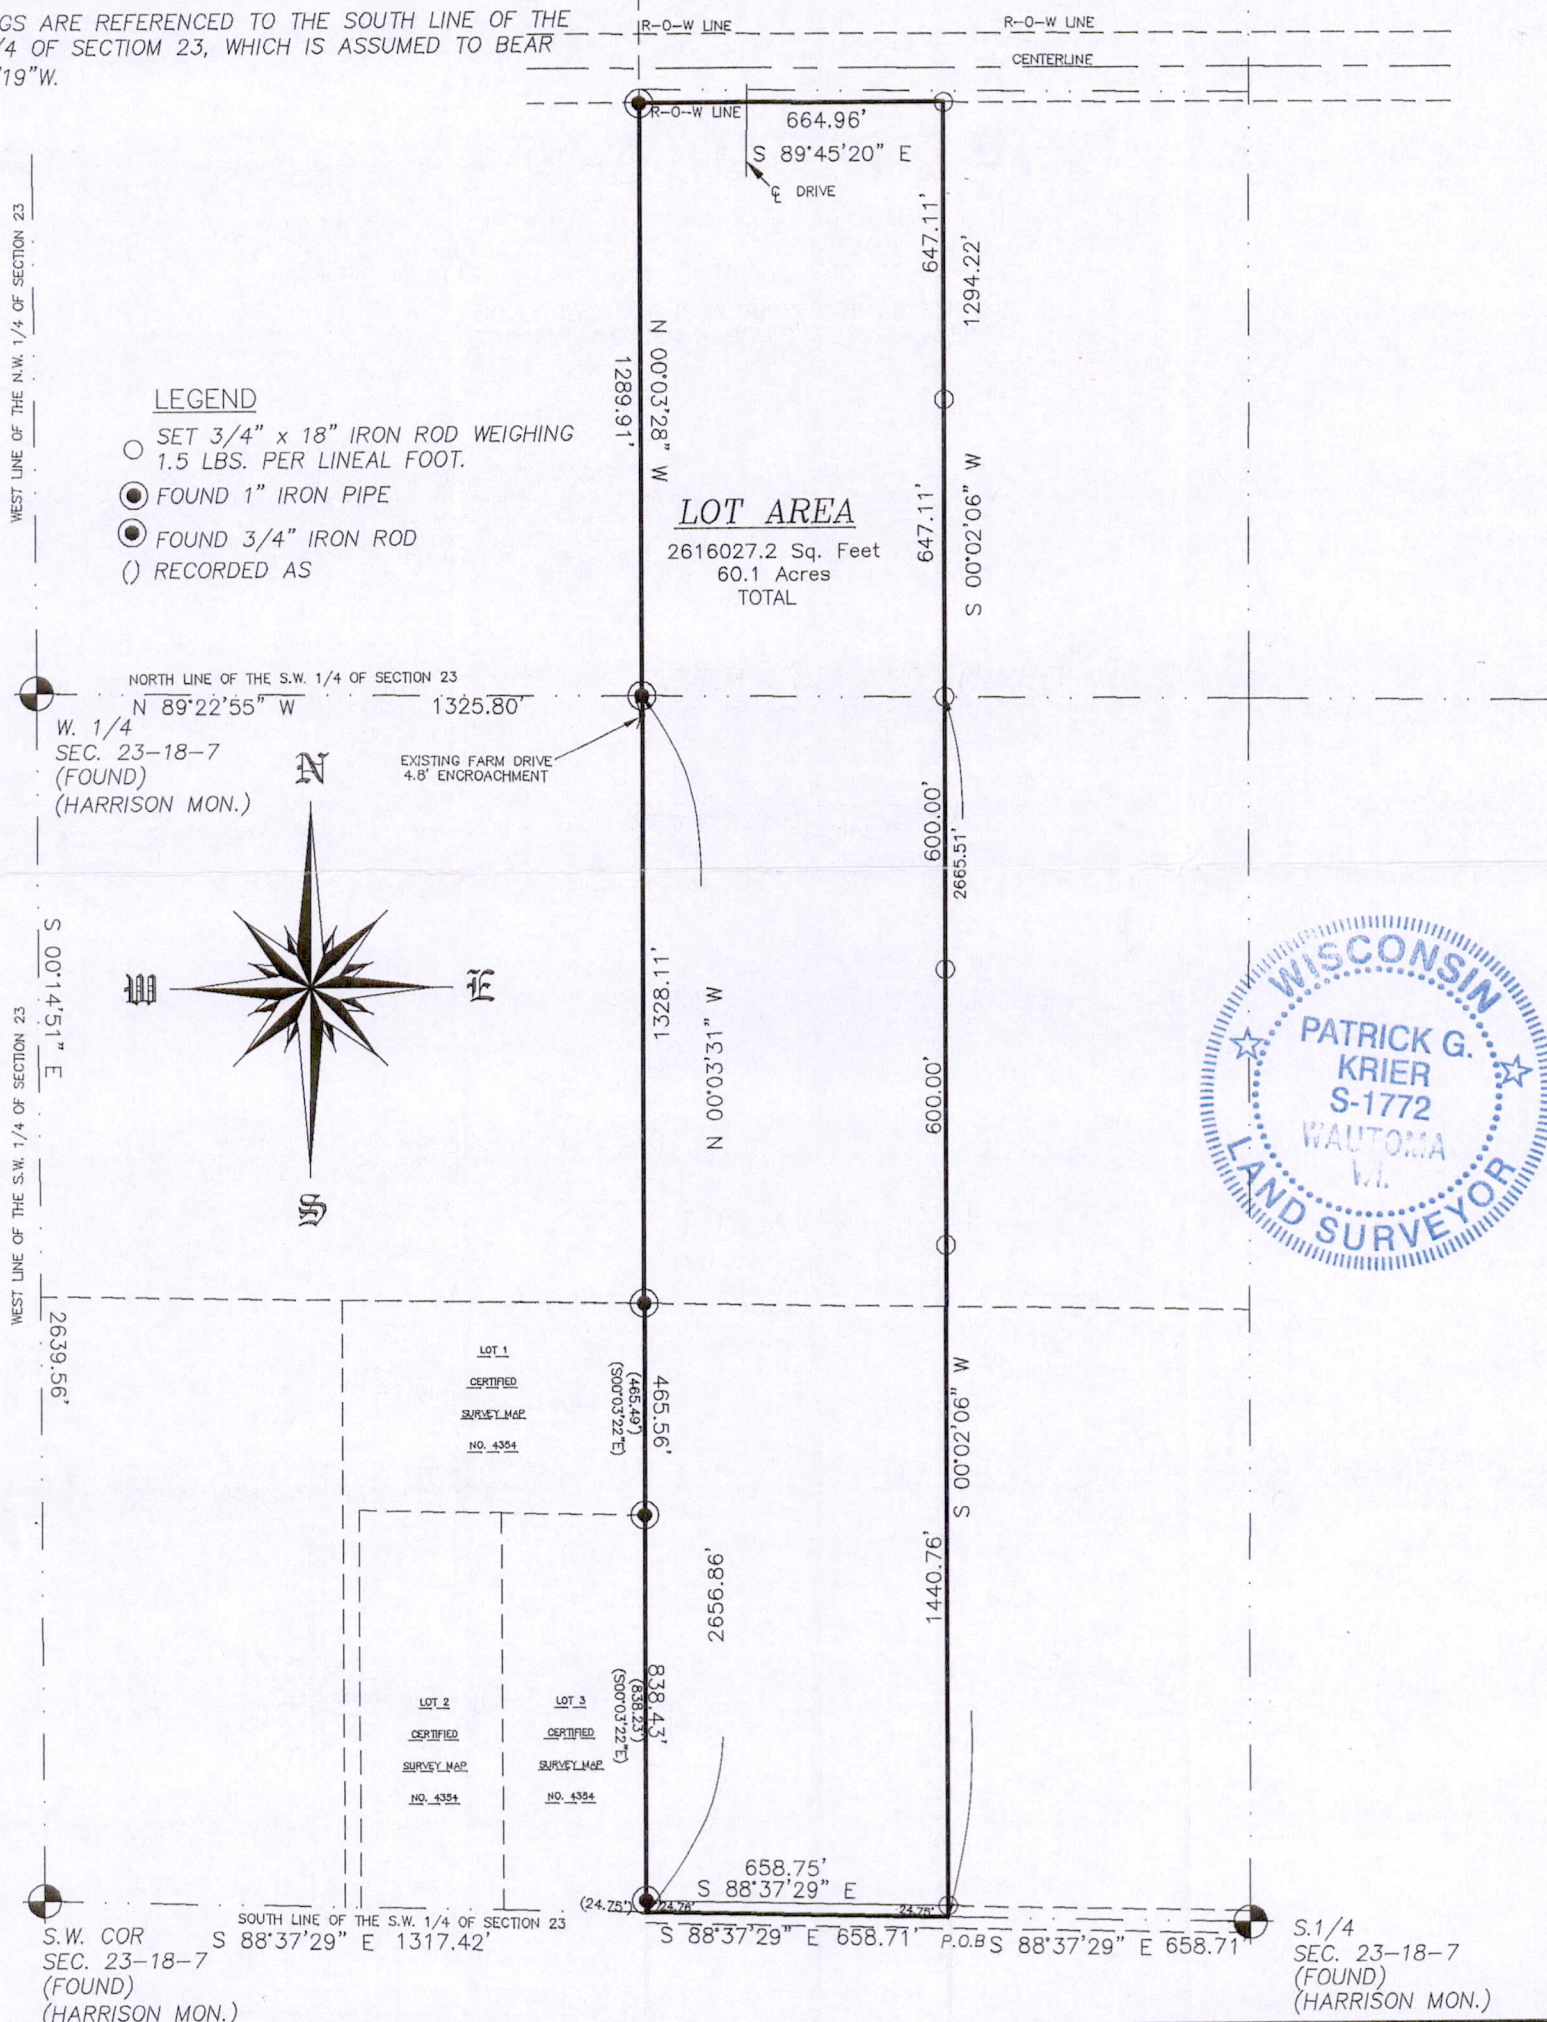 GS ARE REFERENCED TO THE SOUTH LINE OF THE
/4 OF SECTIOM 23, WHICH IS ASSUMED TO BEAR
'19"W.
R-O-W LINE
R-O-W LINE
CENTERLINE
R-O-W LINE
664.96'
S 89°45'20" E
℄ DRIVE
WEST LINE OF THE N.W. 1/4 OF SECTION 23
N 00°03'28" W
1289.91'
647.11'
1294.22'
LEGEND
SET 3/4" x 18" IRON ROD WEIGHING
1.5 LBS. PER LINEAL FOOT.
FOUND 1" IRON PIPE
FOUND 3/4" IRON ROD
() RECORDED AS
LOT AREA
2616027.2 Sq. Feet
60.1 Acres
TOTAL
647.11'
S 00°02'06" W
NORTH LINE OF THE S.W. 1/4 OF SECTION 23
N 89°22'55" W 1325.80'
W. 1/4
SEC. 23-18-7
(FOUND)
(HARRISON MON.)
EXISTING FARM DRIVE
4.8' ENCROACHMENT
N
W
E
S
600.00'
2665.51'
S 00°14'51" E
WEST LINE OF THE S.W. 1/4 OF SECTION 23
2639.56'
1328.11'
N 00°03'31" W
600.00'
WISCONSIN
PATRICK G.
KRIER
S-1772
WAUTOMA
WI.
LAND SURVEYOR
LOT 1
CERTIFIED
SURVEY MAP
NO. 4354
465.56'
(465.49')
(S00°03'22"E)
S 00°02'06" W
1440.76'
2656.86'
838.43'
(838.23')
(S00°03'22"E)
LOT 2
CERTIFIED
SURVEY MAP
NO. 4354
LOT 3
CERTIFIED
SURVEY MAP
NO. 4354
658.75'
S 88°37'29" E
(24.75')
24.76'
24.75'
SOUTH LINE OF THE S.W. 1/4 OF SECTION 23
S 88°37'29" E 1317.42'
S 88°37'29" E 658.71'
P.O.B
S 88°37'29" E 658.71'
S.W. COR
SEC. 23-18-7
(FOUND)
(HARRISON MON.)
S.1/4
SEC. 23-18-7
(FOUND)
(HARRISON MON.)